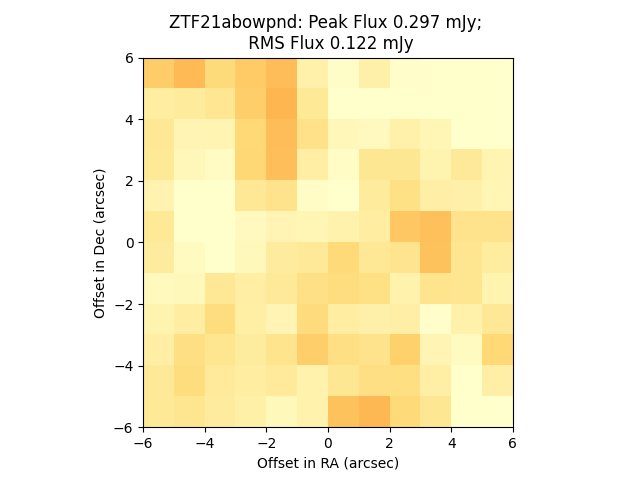 ZTF21abowpnd: Peak Flux 0.297 mJy;
RMS Flux 0.122 mJy
6
4
2
0
−2
−4
−6
Offset in Dec (arcsec)
−6 −4 −2 0 2 4 6
Offset in RA (arcsec)